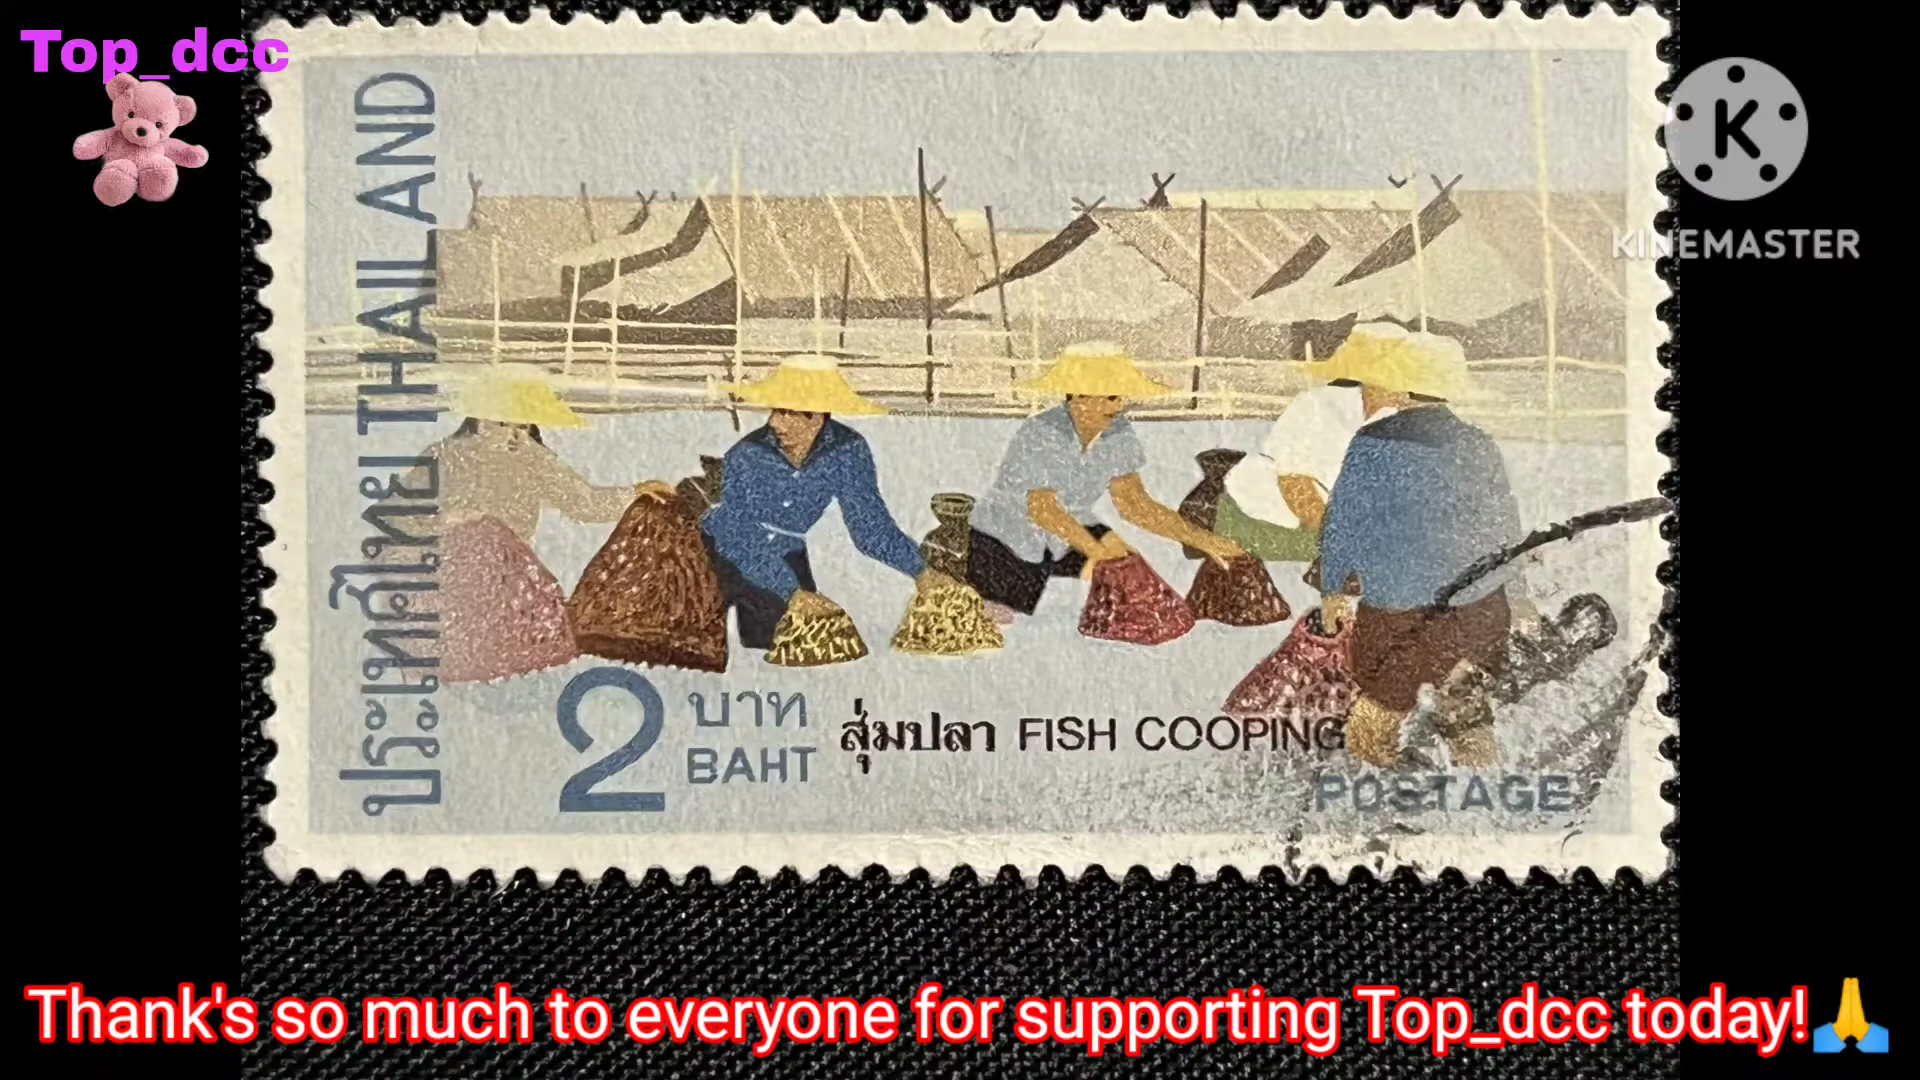 Top_dcc
K
KINEMASTER
ประเทศไทย THAILAND
2 บาท
BAHT
สุ่มปลา FISH COOPING
POSTAGE
Thank's so much to everyone for supporting Top_dcc today!🙏